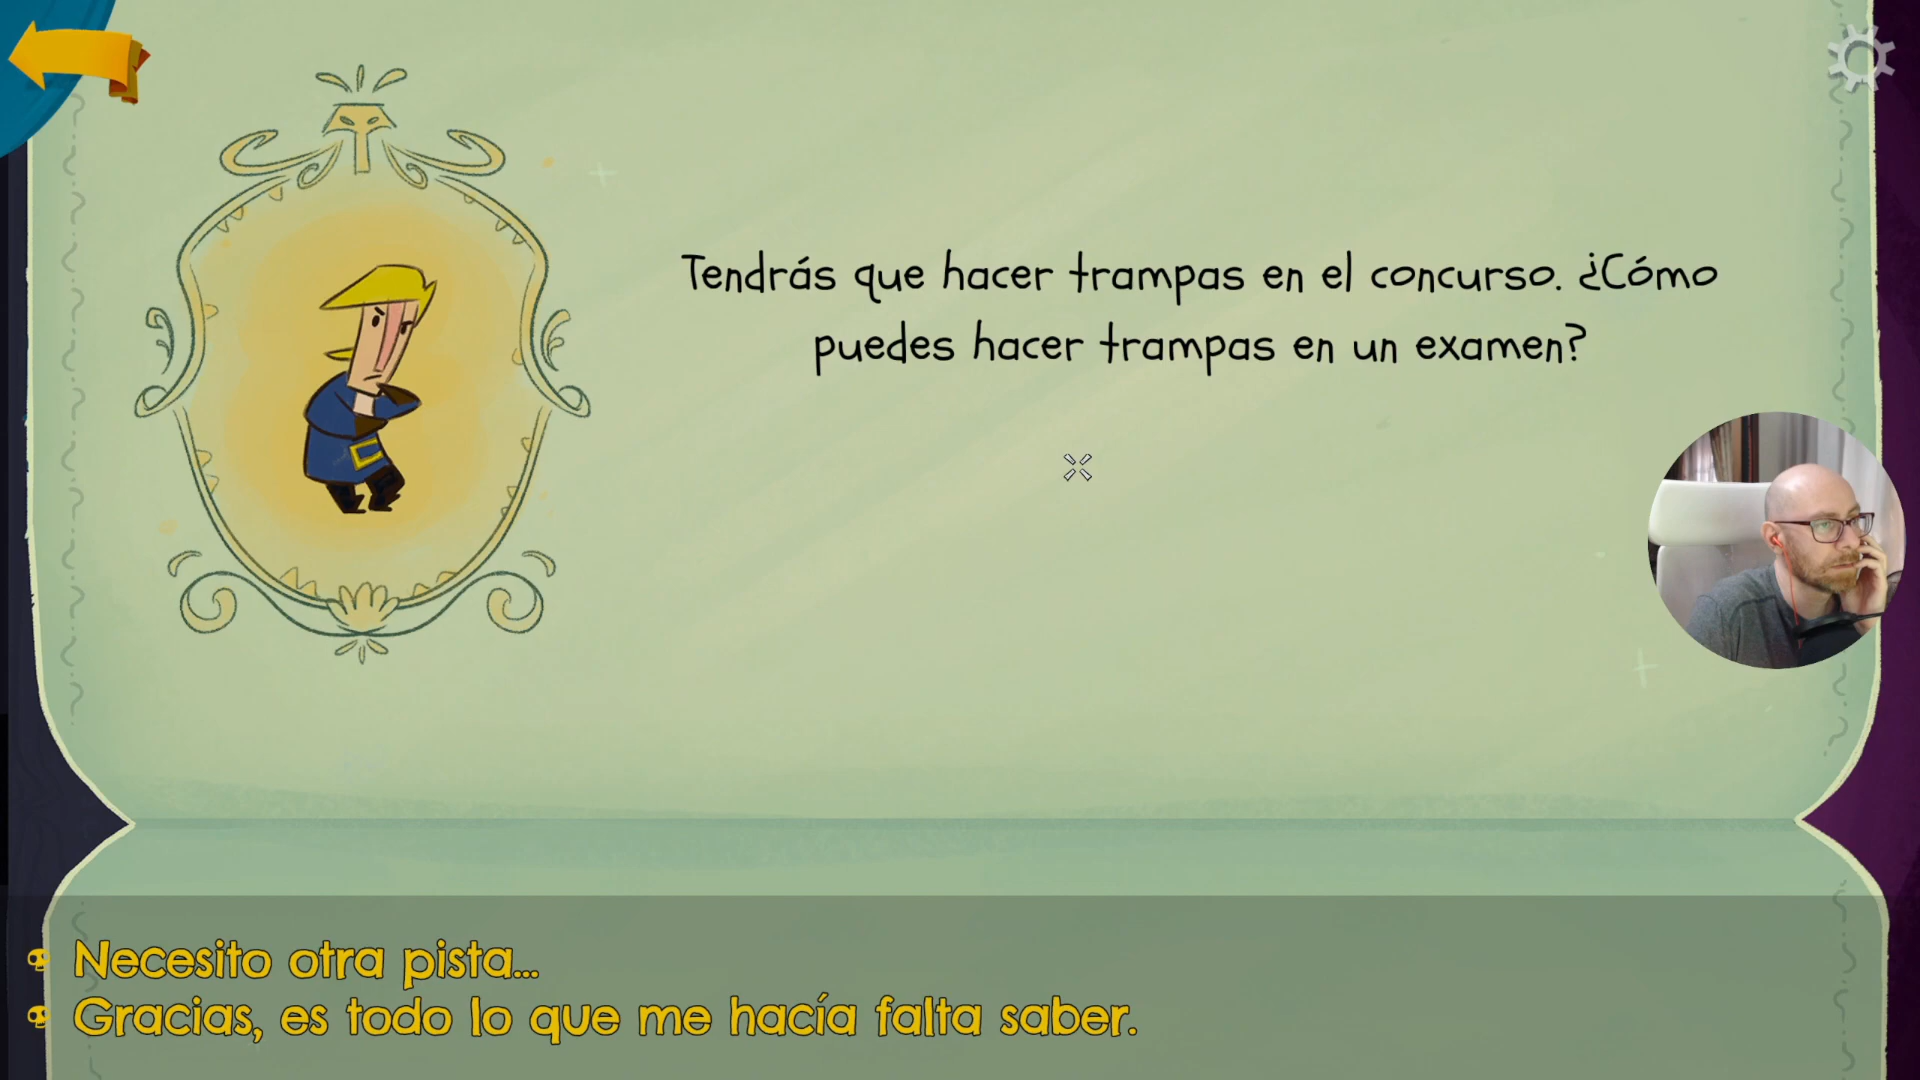 Tendrás que hacer trampas en el concurso. ¿Cómo
puedes hacer trampas en un examen?
Necesito otra pista...
Gracias, es todo lo que me hacía falta saber.